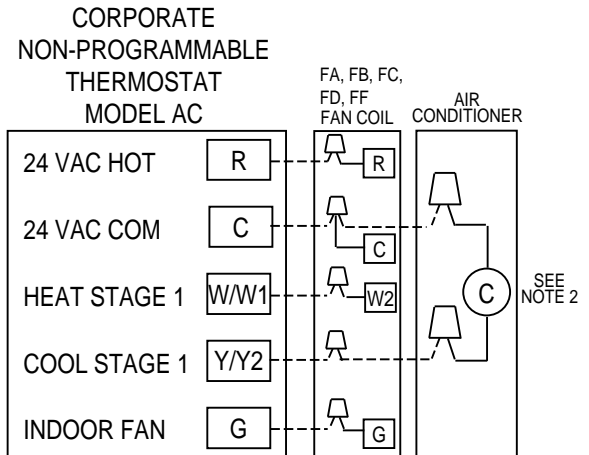 CORPORATE
NON-PROGRAMMABLE
THERMOSTAT
MODEL AC
FA, FB, FC,
FD, FF
FAN COIL
AIR
CONDITIONER
24 VAC HOT R R
24 VAC COM C C
HEAT STAGE 1 W/W1 W2 C SEE
NOTE 2
COOL STAGE 1 Y/Y2
INDOOR FAN G G